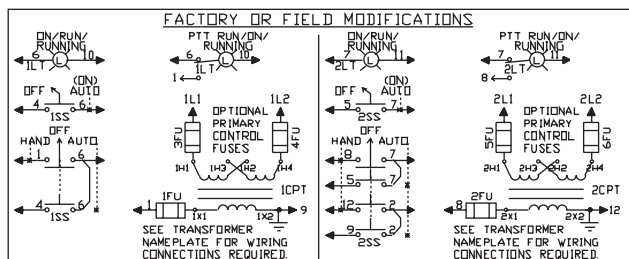 FACTORY OR FIELD MODIFICATIONS
ON/RUN/
RUNNING
6
10
1LT
L
PTT RUN/ON/
RUNNING
6
10
1LT
L
1
ON/RUN/
RUNNING
7
11
2LT
L
PTT RUN/ON/
RUNNING
7
11
2LT
L
8
(ON)
OFF
AUTO
4
6
1SS
OFF
HAND
AUTO
1
6
4
6
1SS
1L1
1L2
OPTIONAL
PRIMARY
CONTROL
FUSES
3FU
4FU
1H1
1H3
1H2
1H4
1CPT
1FU
1
1X1
1X2
9
SEE TRANSFORMER
NAMEPLATE FOR WIRING
CONNECTIONS REQUIRED.
(ON)
OFF
AUTO
5
7
2SS
OFF
HAND
AUTO
8
7
5
7
12
2
9
2
2SS
2L1
2L2
OPTIONAL
PRIMARY
CONTROL
FUSES
5FU
6FU
2H1
2H3
2H2
2H4
2CPT
2FU
8
2X1
2X2
12
SEE TRANSFORMER
NAMEPLATE FOR WIRING
CONNECTIONS REQUIRED.